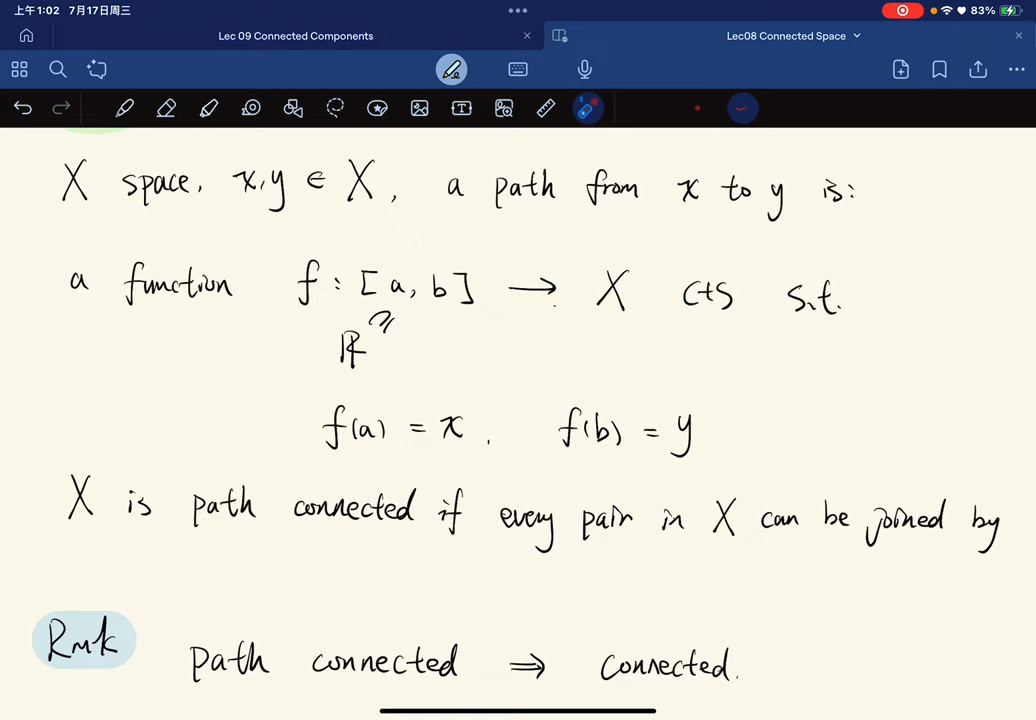 上午1:02 7月17日周三
83%
Lec 09 Connected Components
Lec08 Connected Space
X space, x,y ∈ X, a path from x to y is:
a function f : [a, b] → X cts s.t.
ℝ
f(a) = x, f(b) = y
X is path connected if every pair in X can be joined by
Rmk path connected ⇒ connected.